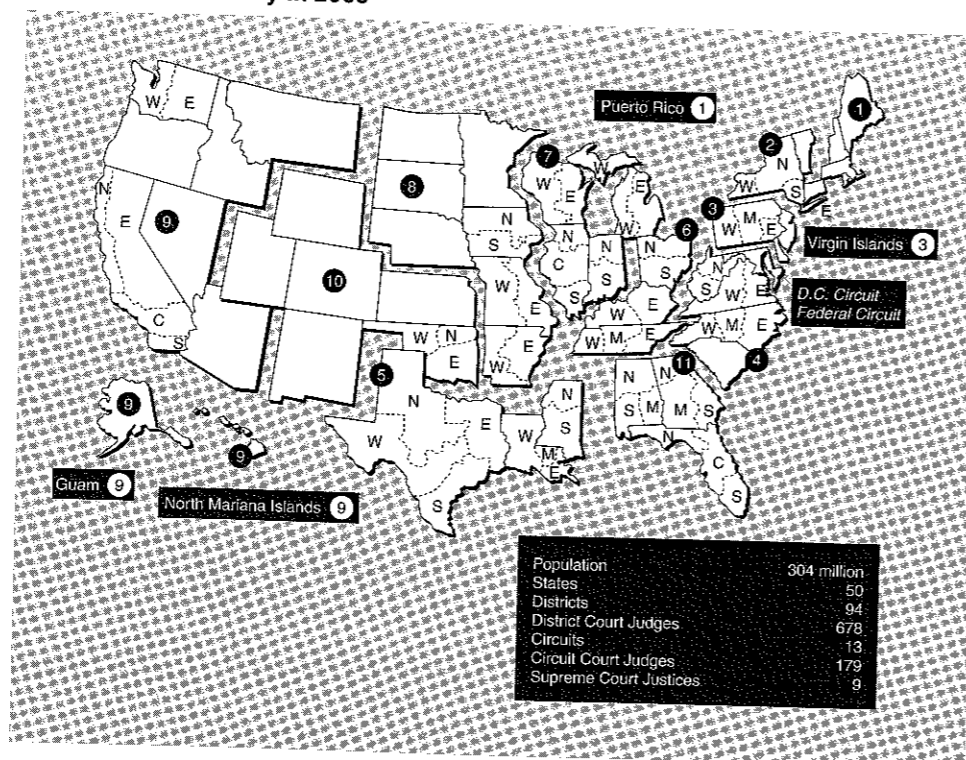 Puerto Rico 1
1
2
N
W
S
E
3
W
M
E
Virgin Islands 3
D.C. Circuit
Federal Circuit
W
E
N
E
C
S
9
10
8
N
S
W
E
W
E
W
N
E
7
W
E
W
E
W
N
C
S
N
S
6
N
S
W
E
W
M
E
N
S
W
E
W
M
E
4
5
N
W
E
S
W
M
E
N
S
11
N
S
M
N
M
S
N
C
S
9
Guam 9
9
North Mariana Islands 9
Population 304 million
States 50
Districts 94
District Court Judges 678
Circuits 13
Circuit Court Judges 179
Supreme Court Justices 9